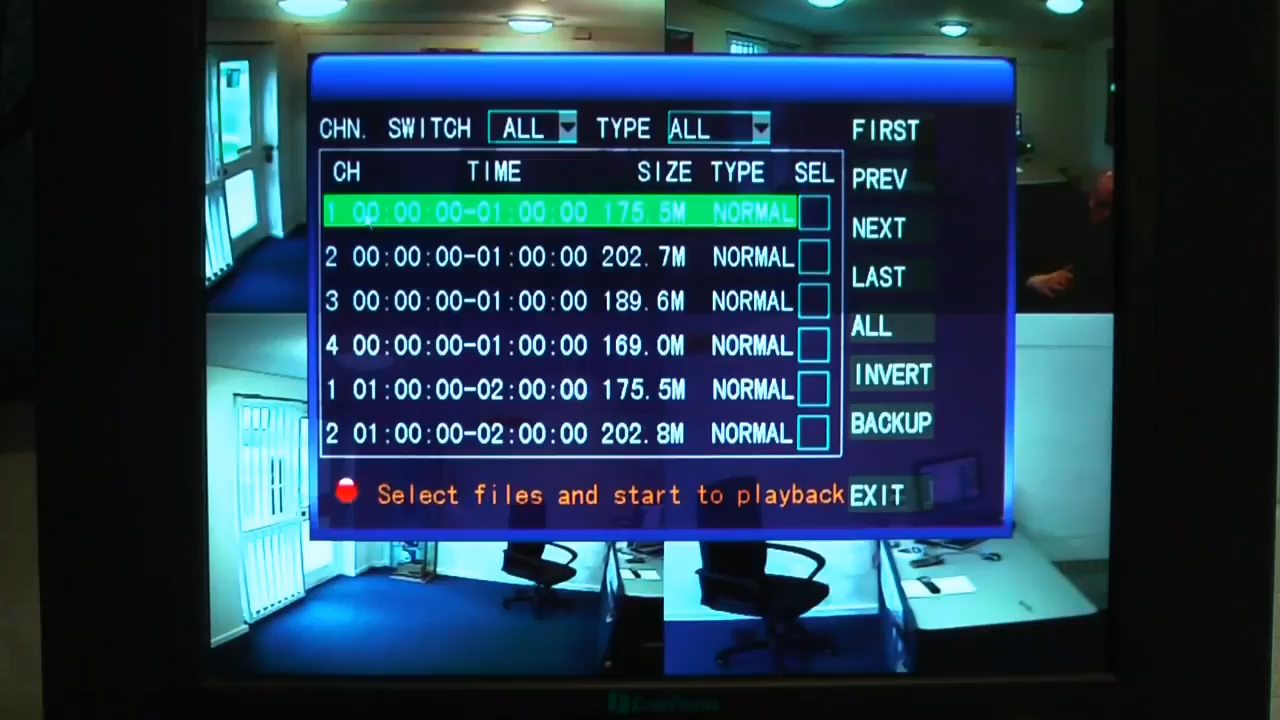 CHN. SWITCH ALL TYPE ALL
CH TIME SIZE TYPE SEL
1 00:00:00-01:00:00 175.5M NORMAL
2 00:00:00-01:00:00 202.7M NORMAL
3 00:00:00-01:00:00 189.6M NORMAL
4 00:00:00-01:00:00 169.0M NORMAL
1 01:00:00-02:00:00 175.5M NORMAL
2 01:00:00-02:00:00 202.8M NORMAL
Select files and start to playback
FIRST
PREV
NEXT
LAST
ALL
INVERT
BACKUP
EXIT